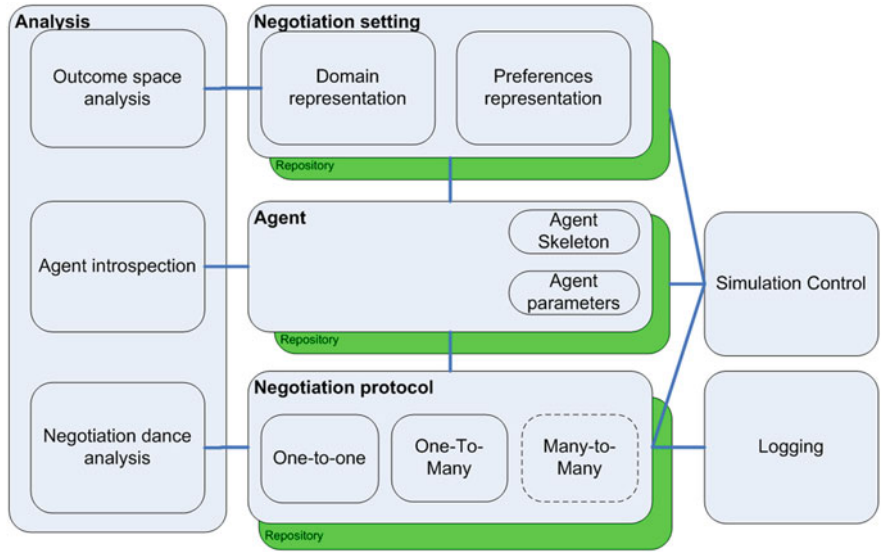 Analysis
Outcome space
analysis
Agent introspection
Negotiation dance
analysis
Negotiation setting
Domain
representation
Preferences
representation
Repository
Agent
Agent
Skeleton
Agent
parameters
Repository
Negotiation protocol
One-to-one
One-To-
Many
Many-to-
Many
Repository
Simulation Control
Logging